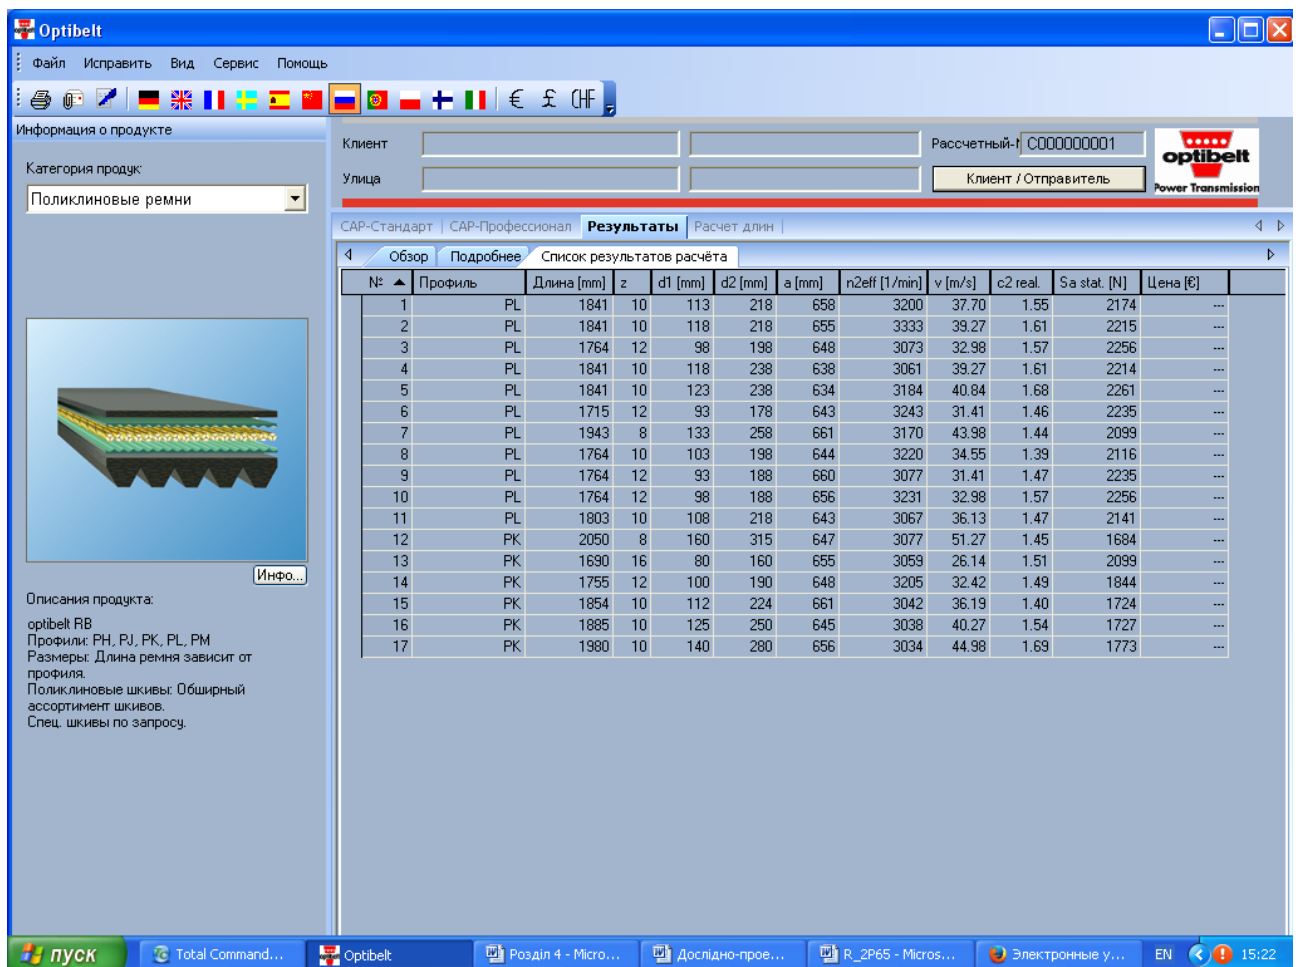 Optibelt
Файл Исправить Вид Сервис Помощь
€ £ CHF
Информация о продукте
Категория продук
Поликлиновые ремни
Клиент
Рассчетный-
C000000001
Улица
Клиент / Отправитель
optibelt
Power Transmission
CAP-Стандарт CAP-Профессионал Результаты Расчет длин
Обзор Подробнее Список результатов расчёта
№ Профиль Длина [mm] z d1 [mm] d2 [mm] a [mm] n2eff [1/min] v [m/s] c2 real. Sa stat. [N] Цена [€]
1 PL 1841 10 113 218 658 3200 37.70 1.55 2174 ---
2 PL 1841 10 118 218 655 3333 39.27 1.61 2215 ---
3 PL 1764 12 98 198 648 3073 32.98 1.57 2256 ---
4 PL 1841 10 118 238 638 3061 39.27 1.61 2214 ---
5 PL 1841 10 123 238 634 3184 40.84 1.68 2261 ---
6 PL 1715 12 93 178 643 3243 31.41 1.46 2235 ---
7 PL 1943 8 133 258 661 3170 43.98 1.44 2099 ---
8 PL 1764 10 103 198 644 3220 34.55 1.39 2116 ---
9 PL 1764 12 93 188 660 3077 31.41 1.47 2235 ---
10 PL 1764 12 98 188 656 3231 32.98 1.57 2256 ---
11 PL 1803 10 108 218 643 3067 36.13 1.47 2141 ---
12 PK 2050 8 160 315 647 3077 51.27 1.45 1684 ---
13 PK 1690 16 80 160 655 3059 26.14 1.51 2099 ---
14 PK 1755 12 100 190 648 3205 32.42 1.49 1844 ---
15 PK 1854 10 112 224 661 3042 36.19 1.40 1724 ---
16 PK 1885 10 125 250 645 3038 40.27 1.54 1727 ---
17 PK 1980 10 140 280 656 3034 44.98 1.69 1773 ---
Инфо...
Описания продукта:
optibelt RB
Профили: PH, PJ, PK, PL, PM
Размеры: Длина ремня зависит от
профиля.
Поликлиновые шкивы: Обширный
ассортимент шкивов.
Спец. шкивы по запросу.
пуск Total Command... Optibelt Розділ 4 - Micro... Дослідно-прое... R_2P65 - Micros... Электронные у... EN 15:22